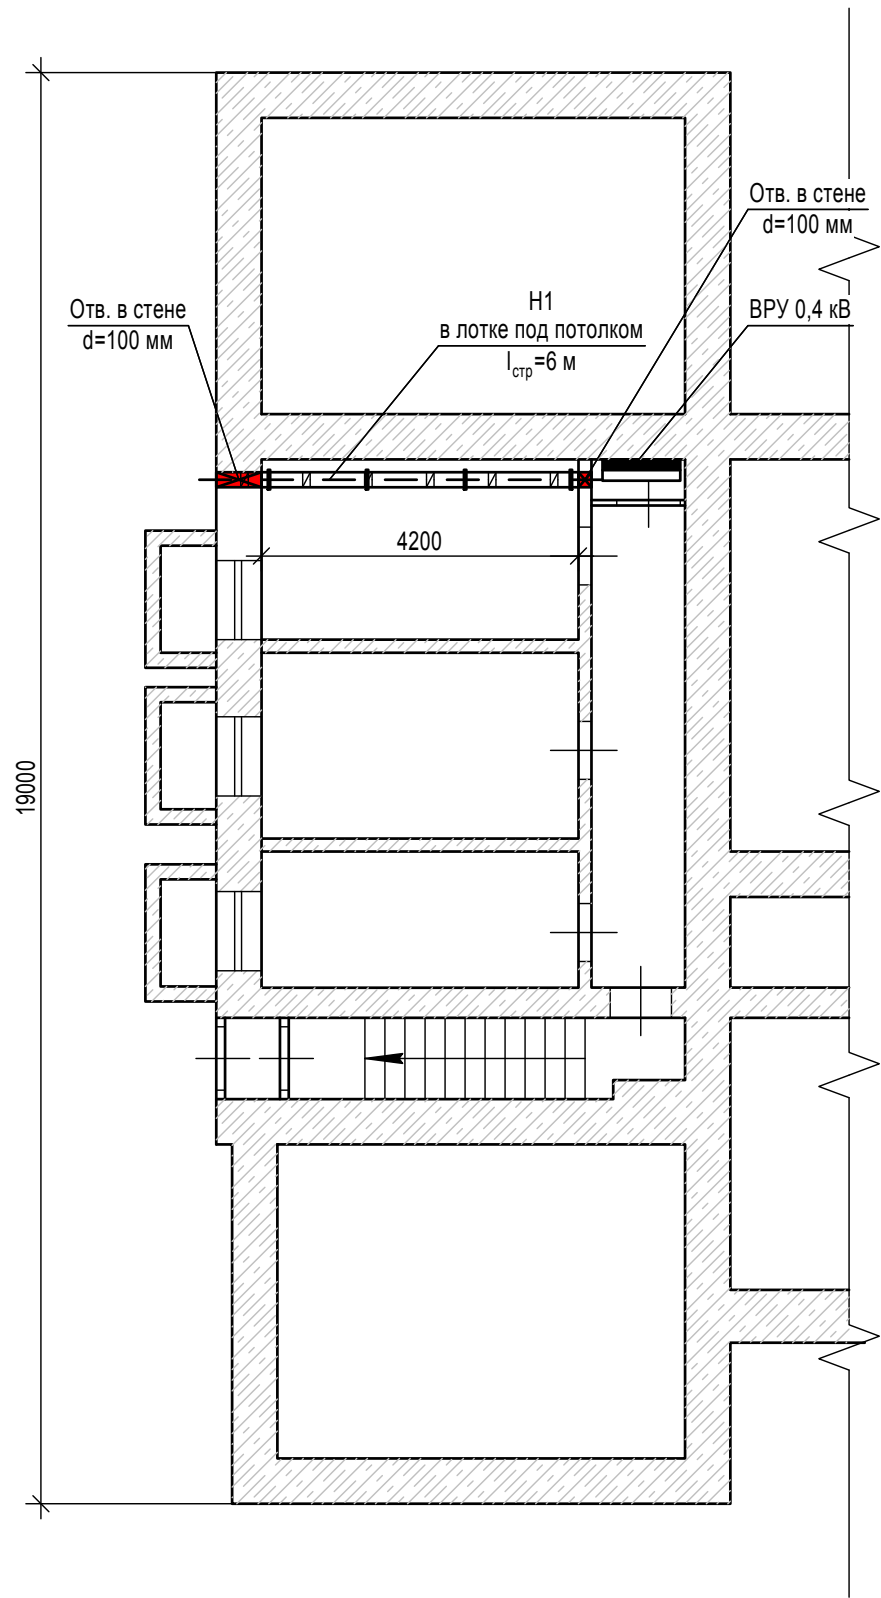 Отв. в стене
d=100 мм
Н1
в лотке под потолком
lстр=6 м
Отв. в стене
d=100 мм
ВРУ 0,4 кВ
4200
19000